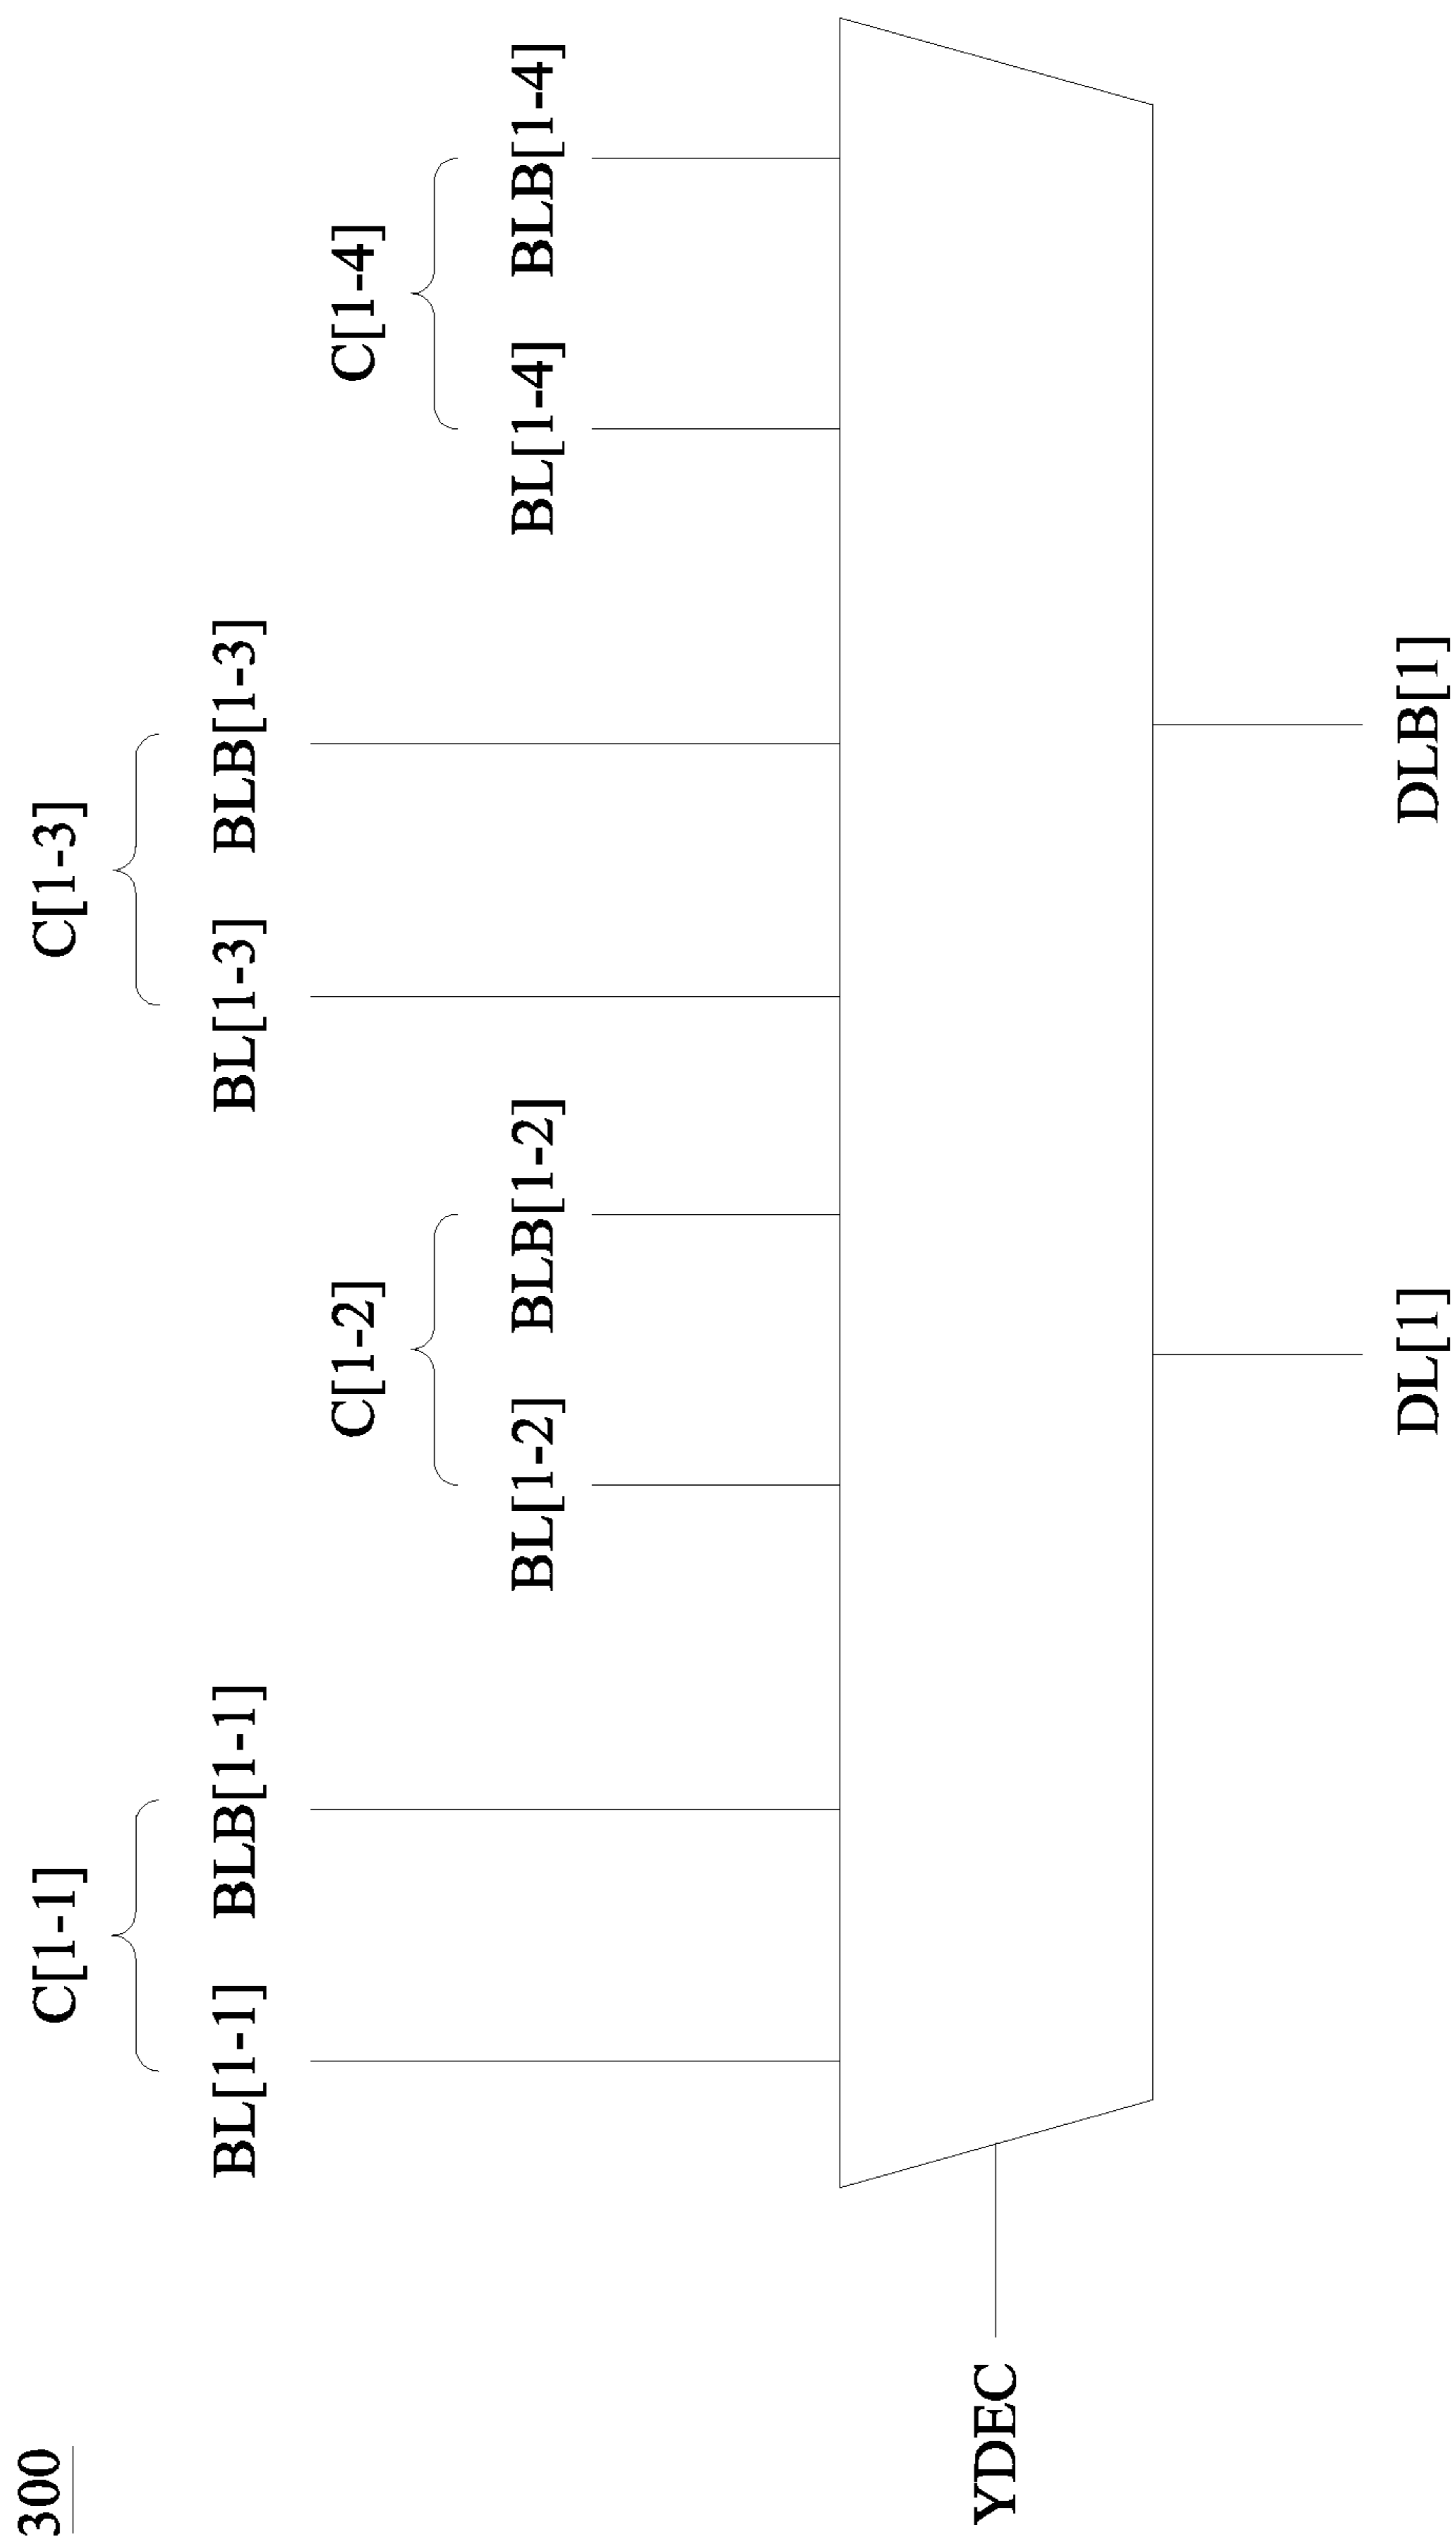 300
C[1-1]
C[1-3]
BL[1-1] BLB[1-1]
BL[1-3] BLB[1-3]
C[1-2]
C[1-4]
BL[1-2] BLB[1-2]
BL[1-4] BLB[1-4]
YDEC
DL[1]
DLB[1]